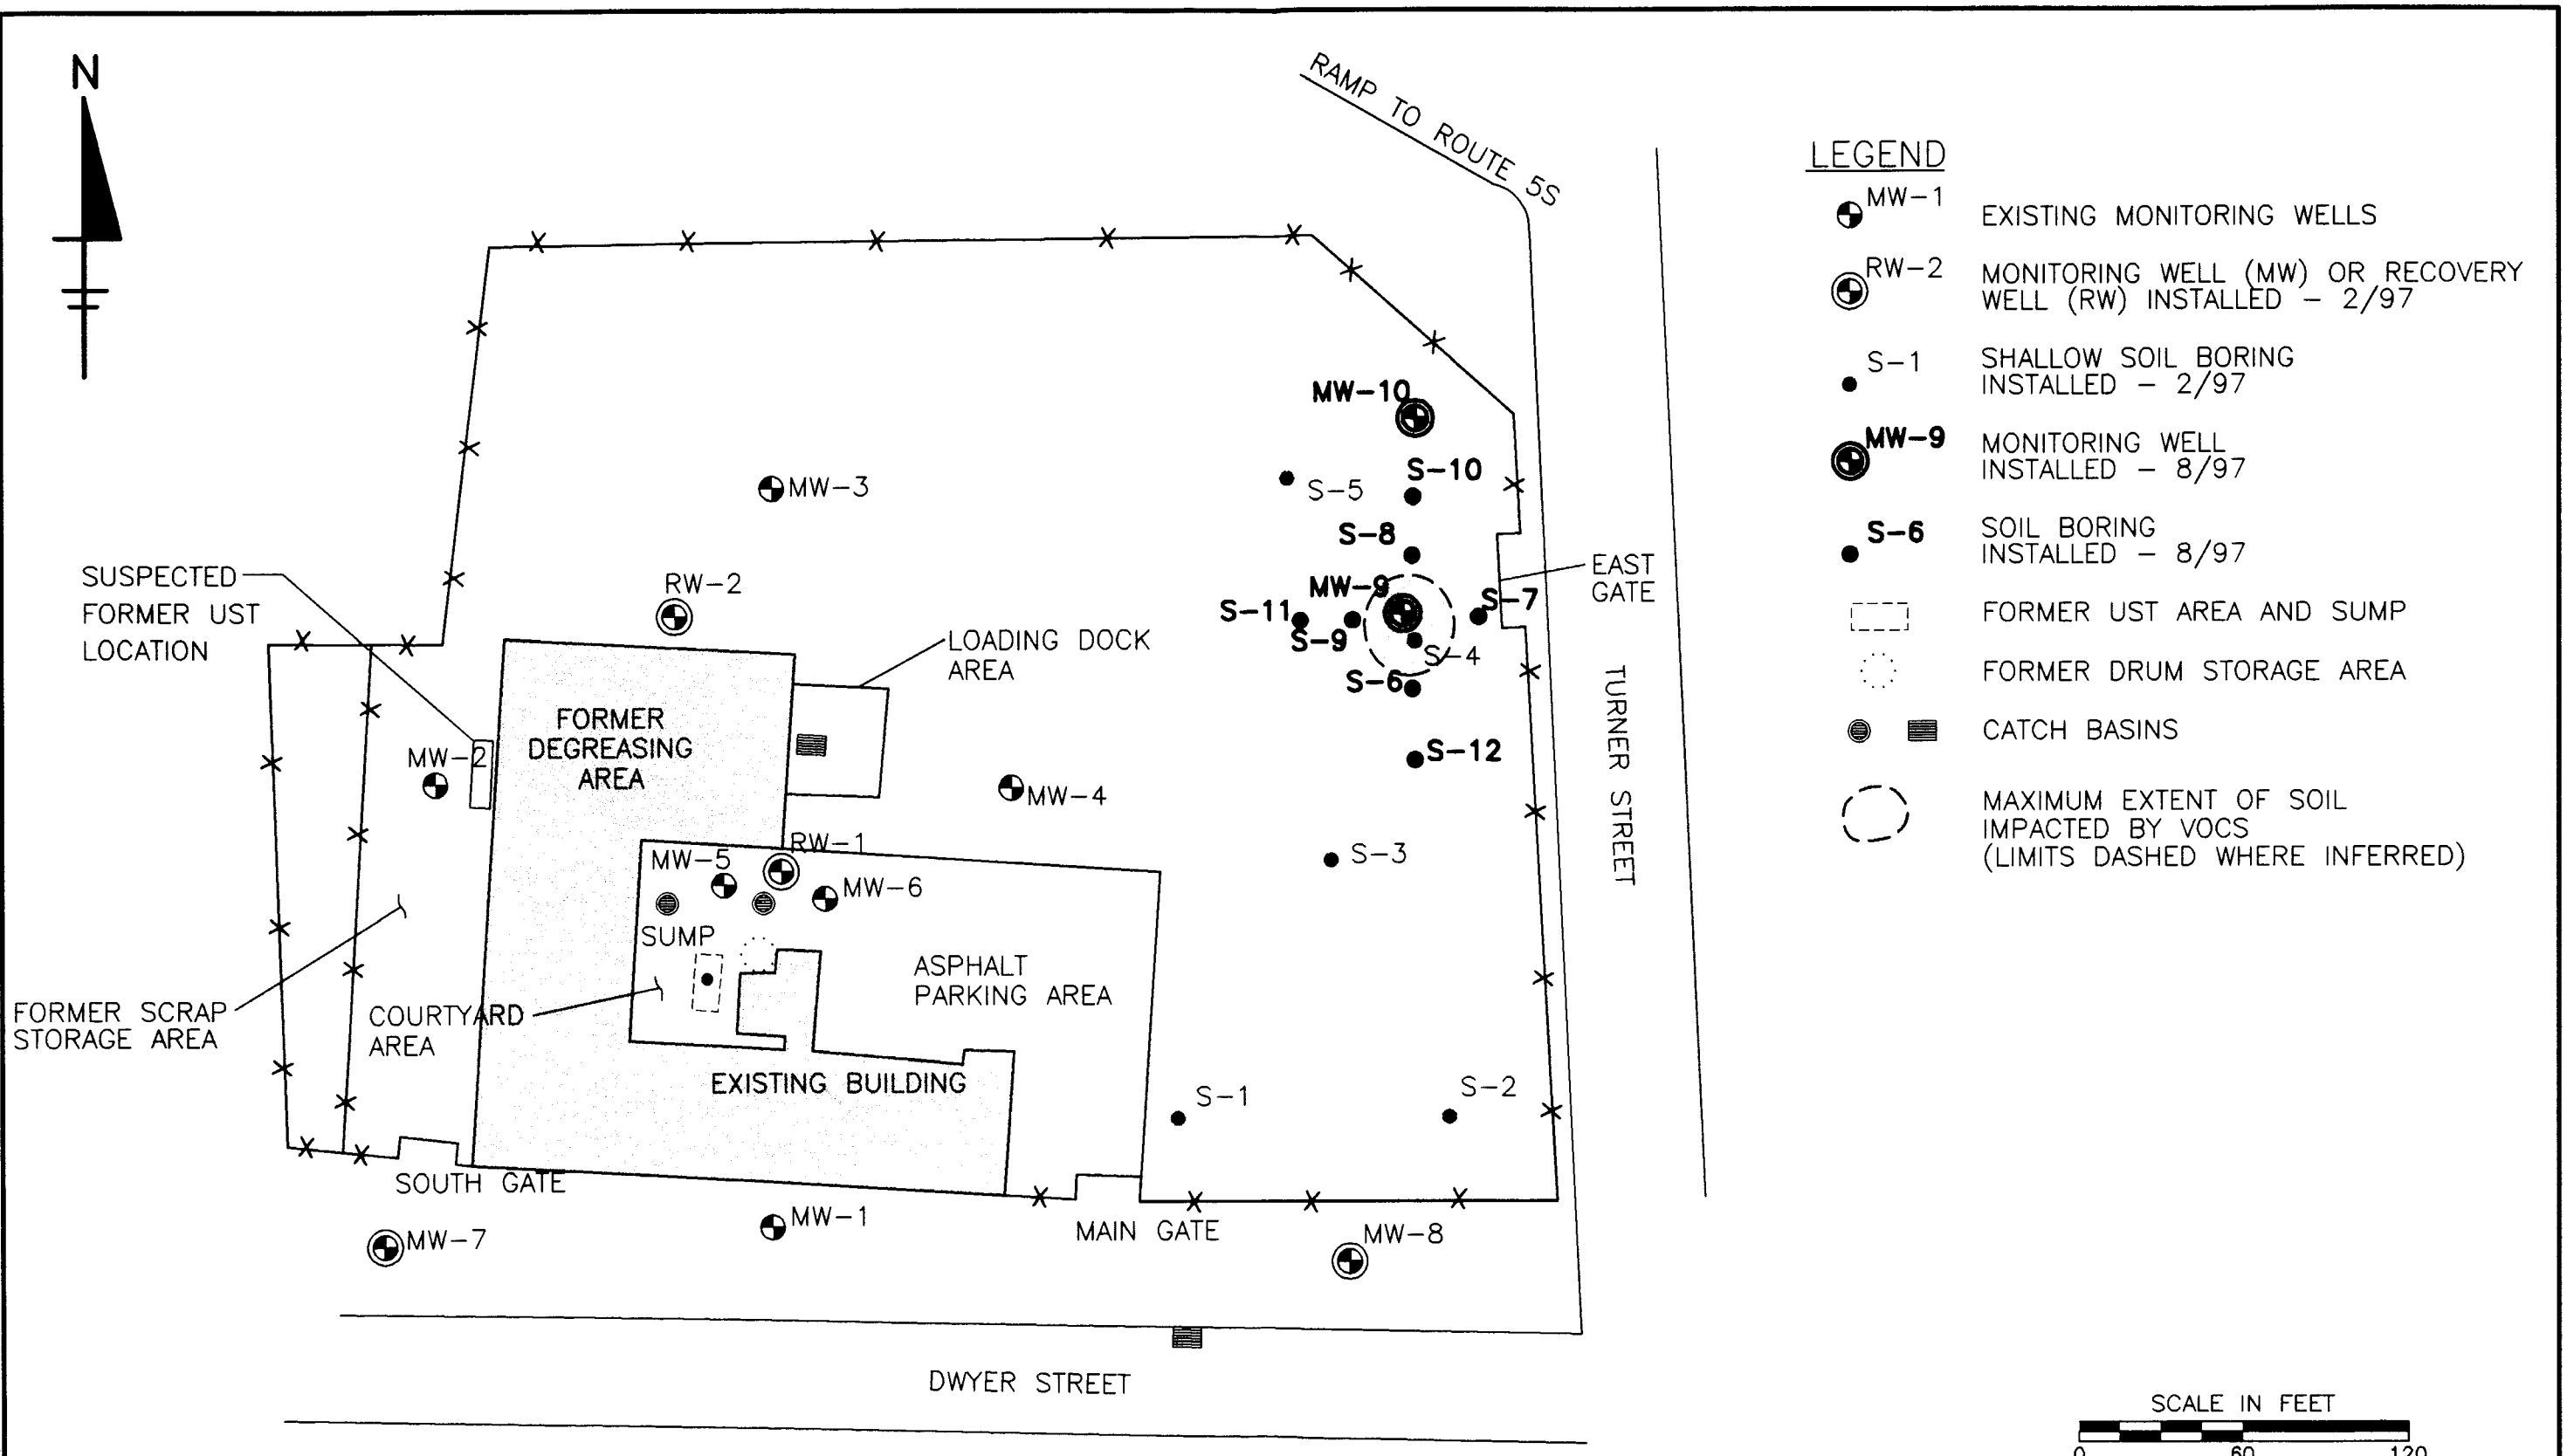 N
RAMP TO ROUTE 5S
LEGEND
MW-1
EXISTING MONITORING WELLS
RW-2
MONITORING WELL (MW) OR RECOVERY
WELL (RW) INSTALLED - 2/97
S-1
SHALLOW SOIL BORING
INSTALLED - 2/97
MW-9
MONITORING WELL
INSTALLED - 8/97
S-6
SOIL BORING
INSTALLED - 8/97
FORMER UST AREA AND SUMP
FORMER DRUM STORAGE AREA
CATCH BASINS
MAXIMUM EXTENT OF SOIL
IMPACTED BY VOCS
(LIMITS DASHED WHERE INFERRED)
MW-10
S-10
S-5
MW-3
S-8
EAST
GATE
SUSPECTED
FORMER UST
LOCATION
RW-2
MW-9
S-7
S-11
S-9
S-4
S-6
LOADING DOCK
AREA
TURNER STREET
FORMER
DEGREASING
AREA
MW-2
S-12
MW-4
RW-1
MW-5
MW-6
S-3
SUMP
ASPHALT
PARKING AREA
FORMER SCRAP
STORAGE AREA
COURTYARD
AREA
EXISTING BUILDING
S-1
S-2
SOUTH GATE
MW-1
MAIN GATE
MW-7
MW-8
DWYER STREET
SCALE IN FEET
0 60 120